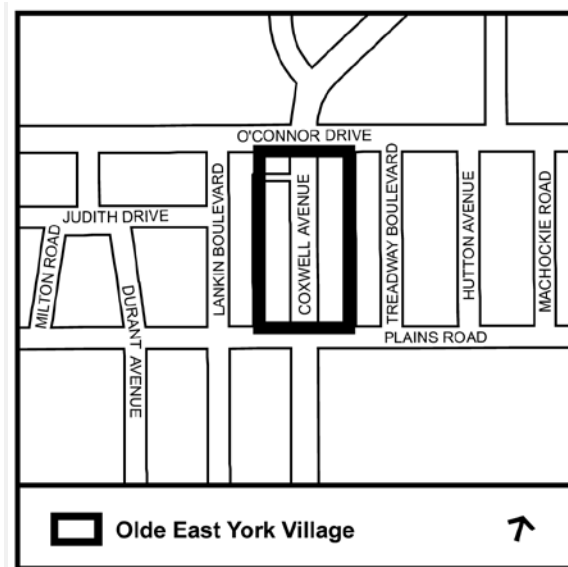 O'CONNOR DRIVE
JUDITH DRIVE
MILTON ROAD
DURANT AVENUE
LANKIN BOULEVARD
COXWELL AVENUE
TREADWAY BOULEVARD
HUTTON AVENUE
MACHOCKIE ROAD
PLAINS ROAD
Olde East York Village